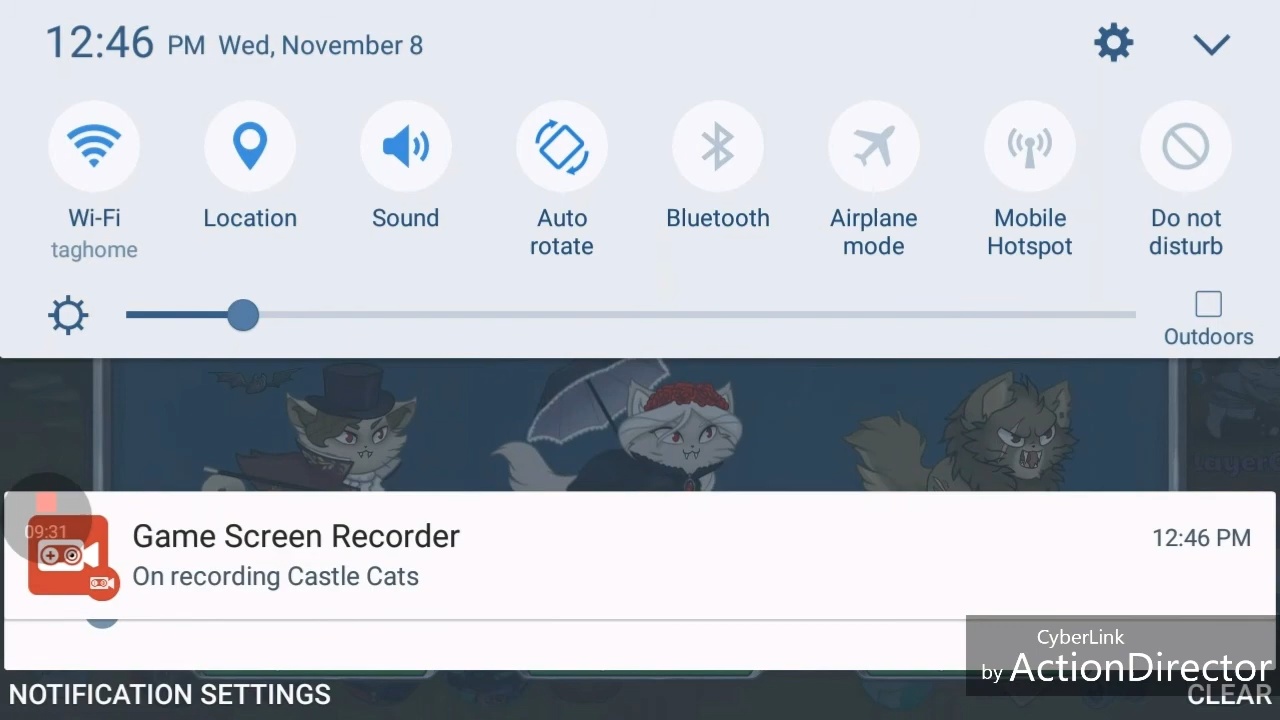 12:46 PM Wed, November 8
Wi-Fi
taghome
Location
Sound
Auto
rotate
Bluetooth
Airplane
mode
Mobile
Hotspot
Do not
disturb
Outdoors
09:31
Game Screen Recorder
12:46 PM
On recording Castle Cats
CyberLink
by ActionDirector
NOTIFICATION SETTINGS
CLEAR